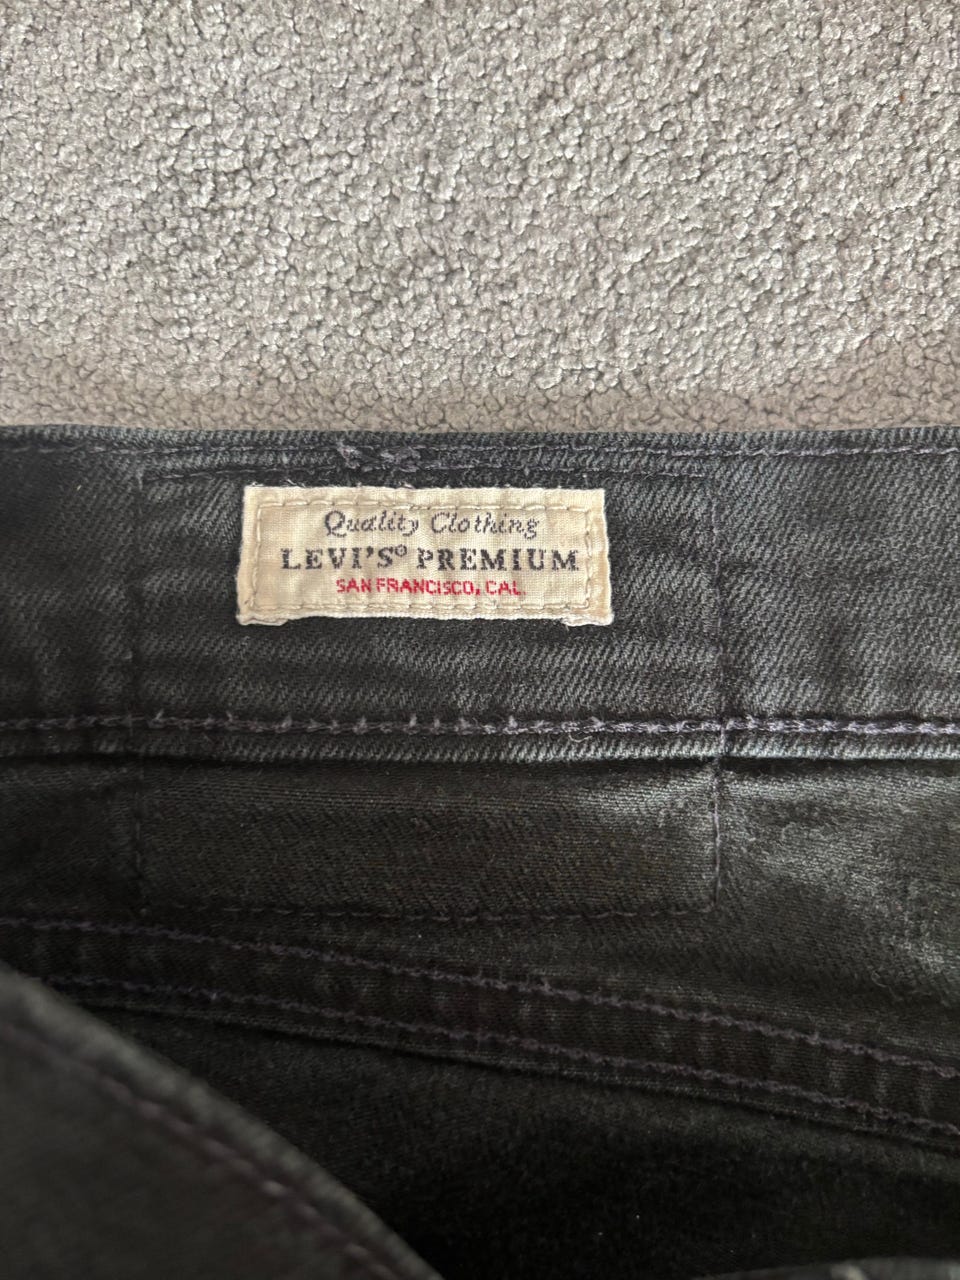 Quality Clothing
LEVI'S® PREMIUM
SAN FRANCISCO, CAL.